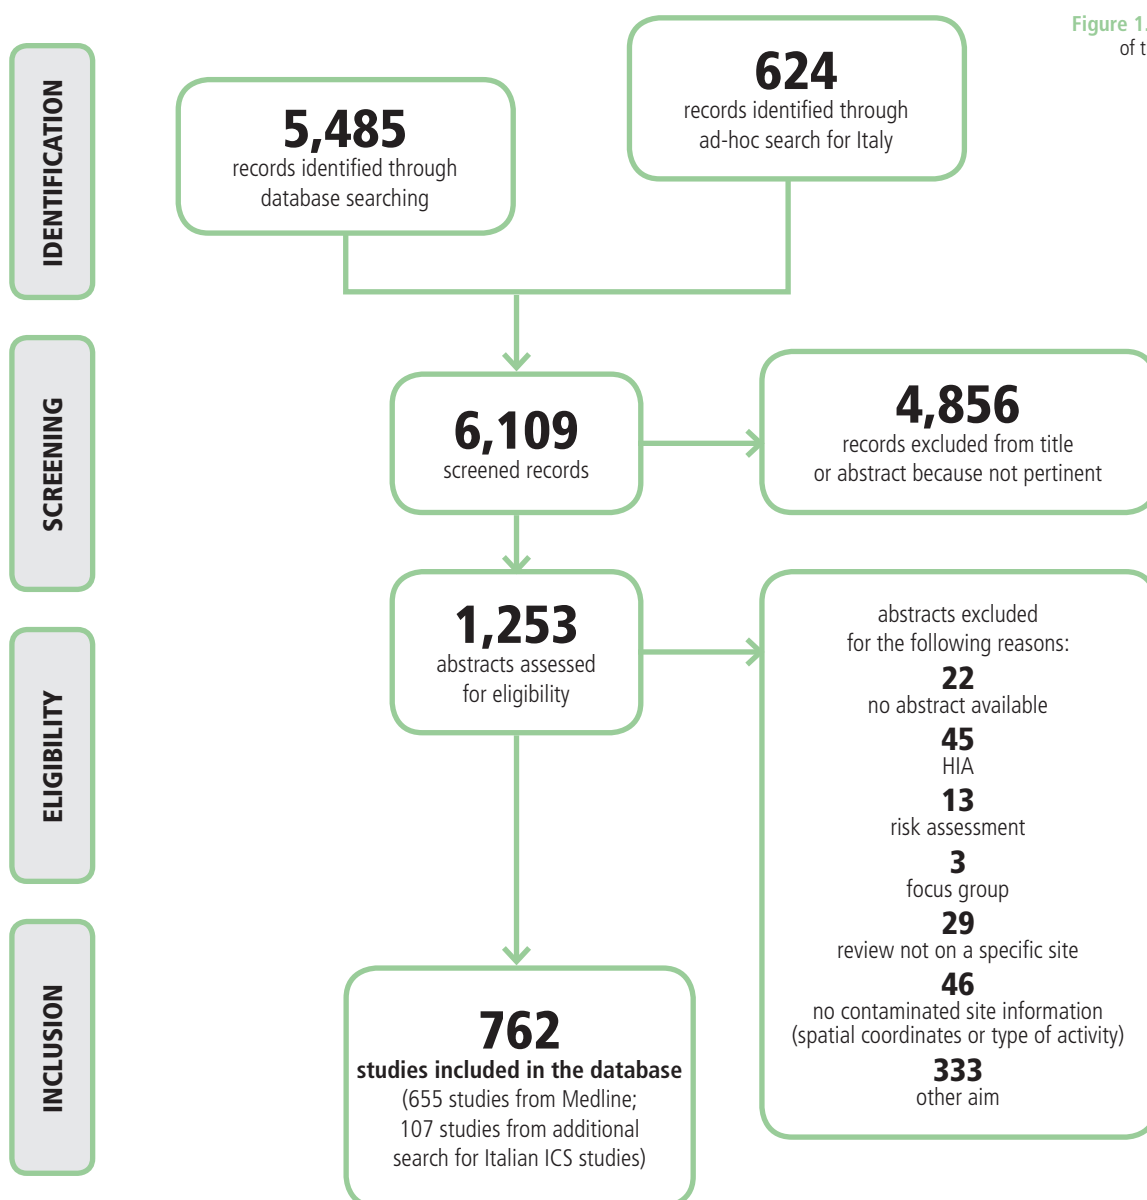 Figure 1.
of t
IDENTIFICATION
5,485
records identified through
database searching
624
records identified through
ad-hoc search for Italy
SCREENING
6,109
screened records
4,856
records excluded from title
or abstract because not pertinent
ELIGIBILITY
1,253
abstracts assessed
for eligibility
abstracts excluded
for the following reasons:
22
no abstract available
45
HIA
13
risk assessment
3
focus group
29
review not on a specific site
46
no contaminated site information
(spatial coordinates or type of activity)
333
other aim
INCLUSION
762
studies included in the database
(655 studies from Medline;
107 studies from additional
search for Italian ICS studies)